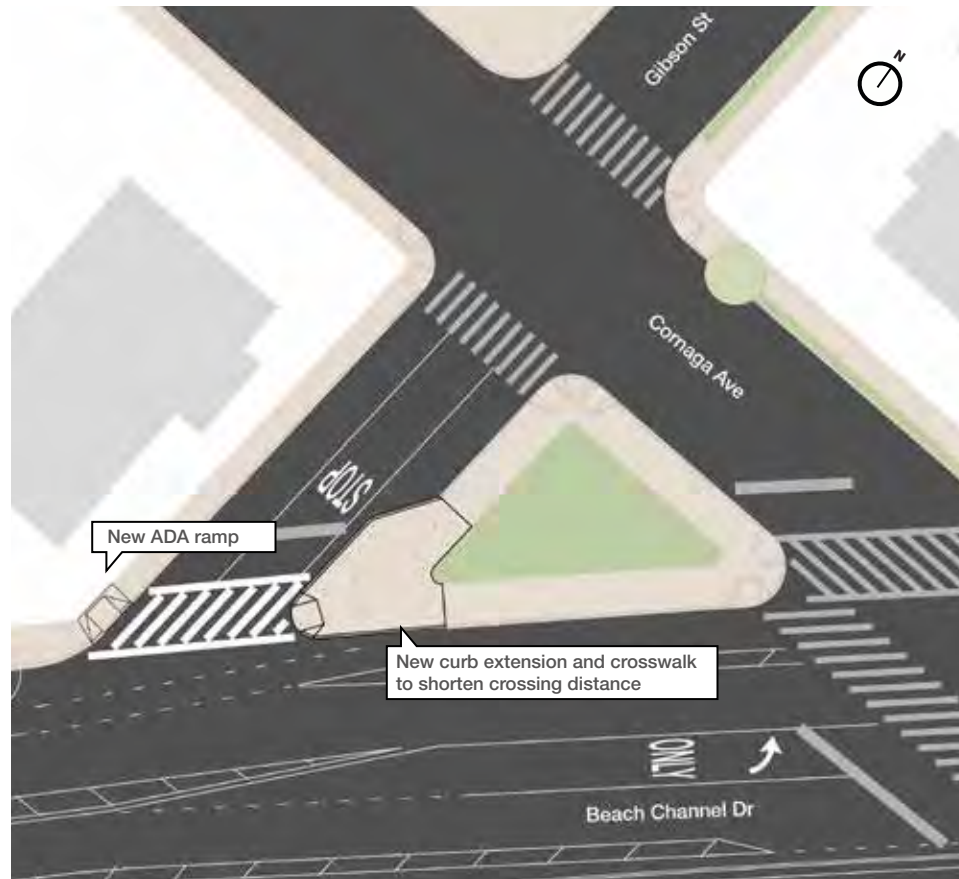 N
Gibson St
Cornaga Ave
STOP
New ADA ramp
New curb extension and crosswalk
to shorten crossing distance
ONLY
Beach Channel Dr